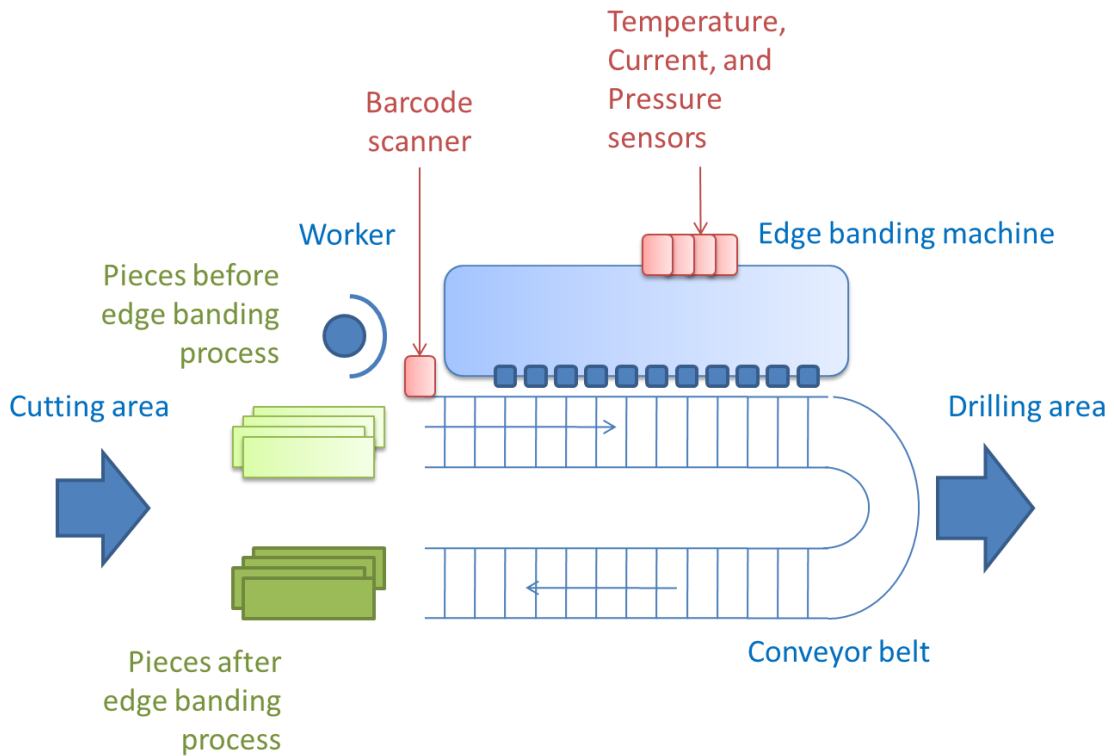 Temperature,
Current, and
Pressure
sensors
Barcode
scanner
Worker
Edge banding machine
Pieces before
edge banding
process
Cutting area
Drilling area
Conveyor belt
Pieces after
edge banding
process